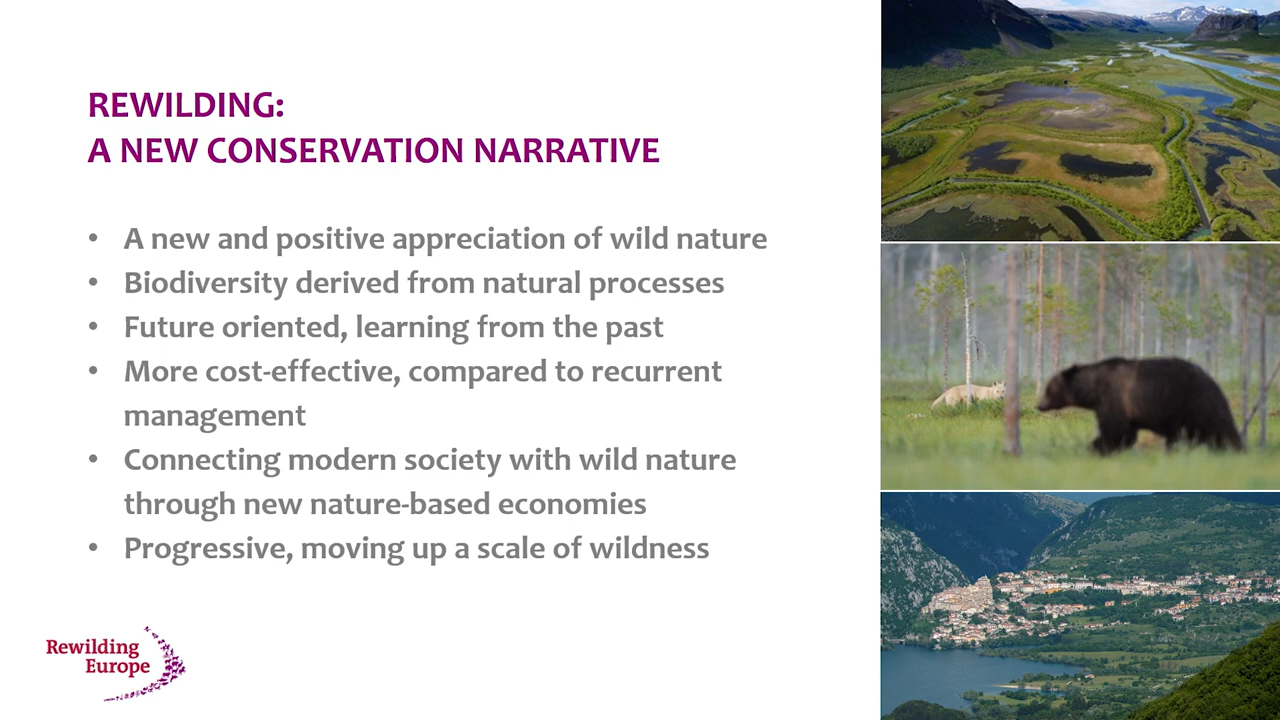 REWILDING:
A NEW CONSERVATION NARRATIVE
• A new and positive appreciation of wild nature
• Biodiversity derived from natural processes
• Future oriented, learning from the past
• More cost-effective, compared to recurrent
management
• Connecting modern society with wild nature
through new nature-based economies
• Progressive, moving up a scale of wildness
Rewilding
Europe